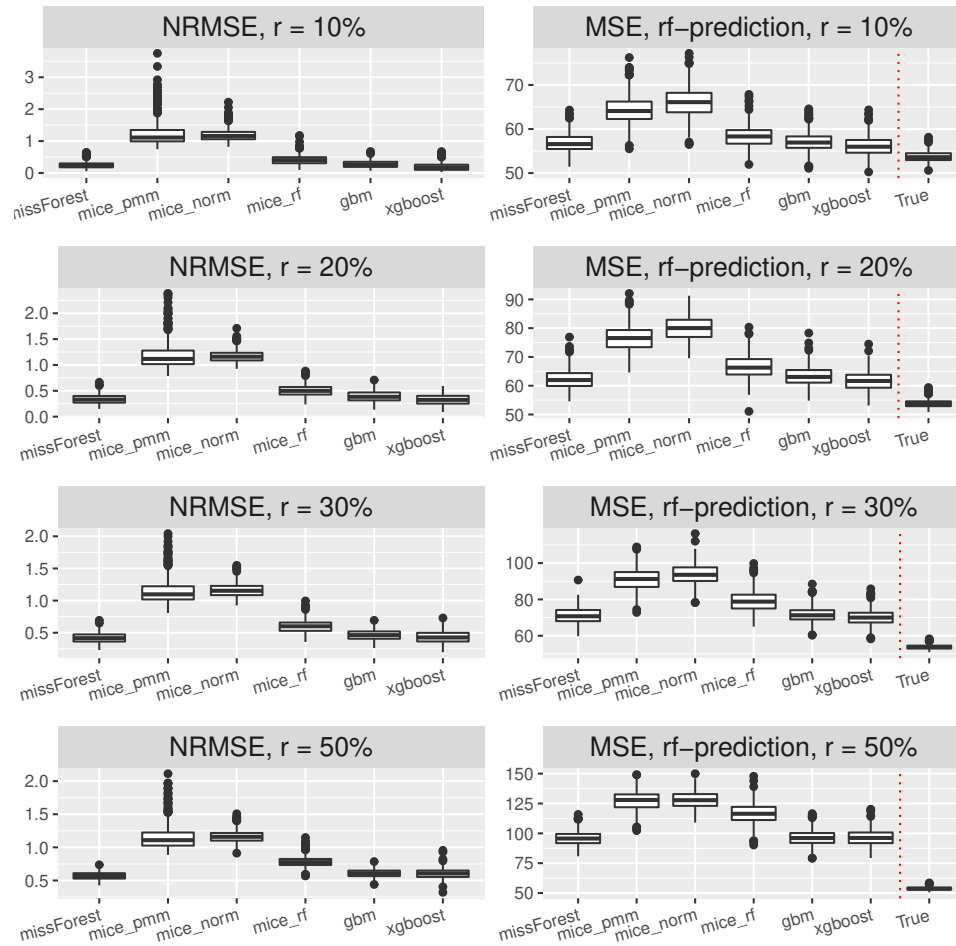 NRMSE, r = 10%
3
2
1
0
missForest
mice_pmm
mice_norm
mice_rf
gbm
xgboost
MSE, rf−prediction, r = 10%
70
60
50
missForest
mice_pmm
mice_norm
mice_rf
gbm
xgboost
True
NRMSE, r = 20%
2.0
1.5
1.0
0.5
0.0
missForest
mice_pmm
mice_norm
mice_rf
gbm
xgboost
MSE, rf−prediction, r = 20%
90
80
70
60
50
missForest
mice_pmm
mice_norm
mice_rf
gbm
xgboost
True
NRMSE, r = 30%
2.0
1.5
1.0
0.5
missForest
mice_pmm
mice_norm
mice_rf
gbm
xgboost
MSE, rf−prediction, r = 30%
100
80
60
missForest
mice_pmm
mice_norm
mice_rf
gbm
xgboost
True
NRMSE, r = 50%
2.0
1.5
1.0
0.5
missForest
mice_pmm
mice_norm
mice_rf
gbm
xgboost
MSE, rf−prediction, r = 50%
150
125
100
75
50
missForest
mice_pmm
mice_norm
mice_rf
gbm
xgboost
True